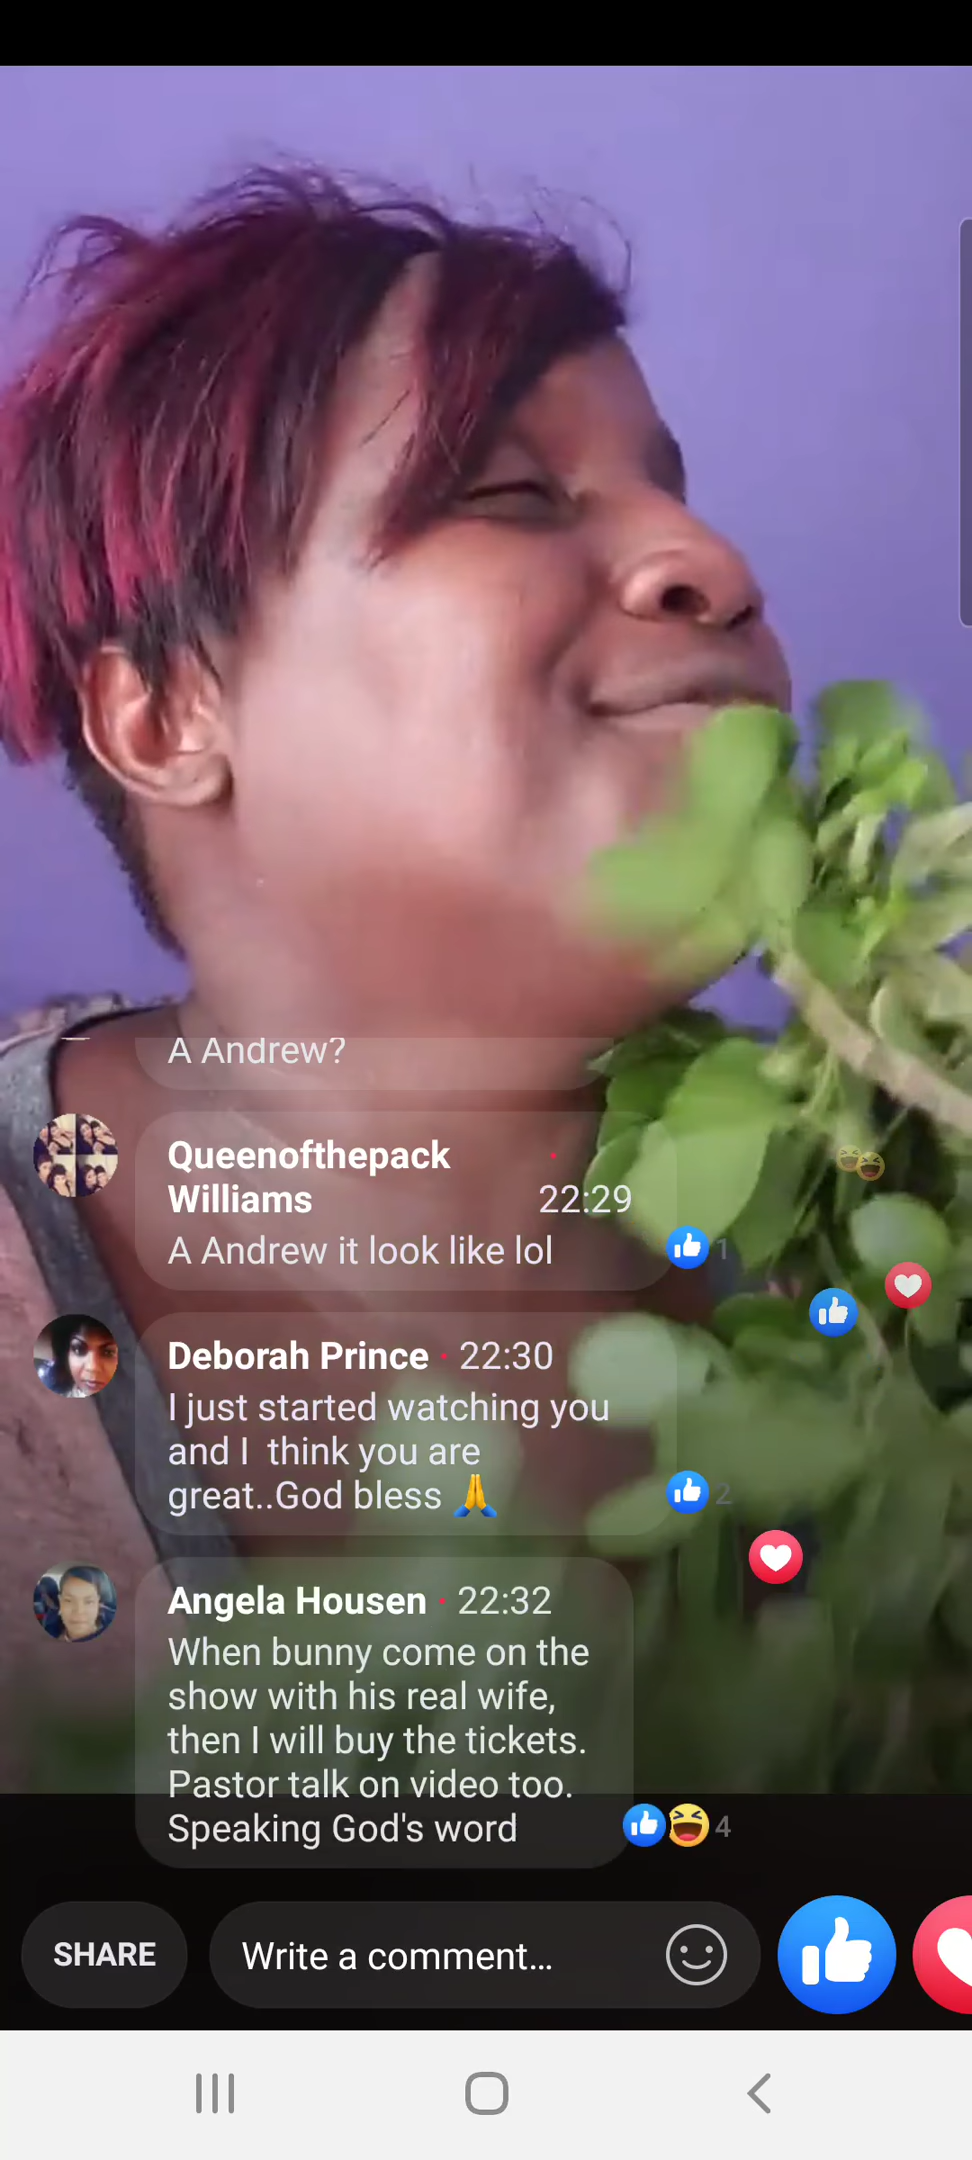 A Andrew?
Queenofthepack
Williams
22:29
A Andrew it look like lol
1
Deborah Prince · 22:30
I just started watching you
and I  think you are
great..God bless 🙏
2
Angela Housen · 22:32
When bunny come on the
show with his real wife,
then I will buy the tickets.
Pastor talk on video too.
Speaking God's word
4
SHARE
Write a comment...